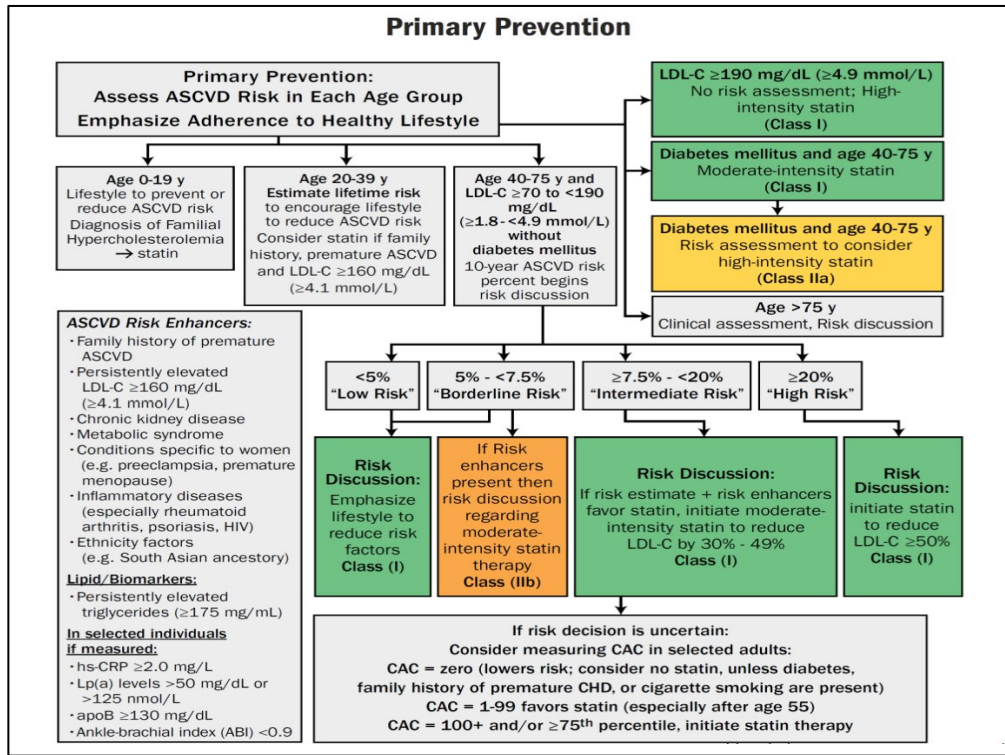 Primary Prevention
Primary Prevention:
Assess ASCVD Risk in Each Age Group
Emphasize Adherence to Healthy Lifestyle
LDL-C ≥190 mg/dL (≥4.9 mmol/L)
No risk assessment; High-
intensity statin
(Class I)
Diabetes mellitus and age 40-75 y
Moderate-intensity statin
(Class I)
Diabetes mellitus and age 40-75 y
Risk assessment to consider
high-intensity statin
(Class IIa)
Age >75 y
Clinical assessment, Risk discussion
Age 0-19 y
Lifestyle to prevent or
reduce ASCVD risk
Diagnosis of Familial
Hypercholesterolemia
→ statin
Age 20-39 y
Estimate lifetime risk
to encourage lifestyle
to reduce ASCVD risk
Consider statin if family
history, premature ASCVD
and LDL-C ≥160 mg/dL
(≥4.1 mmol/L)
Age 40-75 y and
LDL-C ≥70 to <190
mg/dL
(≥1.8-<4.9 mmol/L)
without
diabetes mellitus
10-year ASCVD risk
percent begins
risk discussion
ASCVD Risk Enhancers:
· Family history of premature
ASCVD
· Persistently elevated
LDL-C ≥160 mg/dL
(≥4.1 nmol/L)
· Chronic kidney disease
· Metabolic syndrome
· Conditions specific to women
(e.g. preeclampsia, premature
menopause)
· Inflammatory diseases
(especially rheumatoid
arthritis, psoriasis, HIV)
· Ethnicity factors
(e.g. South Asian ancestory)
Lipid/Biomarkers:
· Persistently elevated
triglycerides (≥175 mg/mL)
In selected individuals
if measured:
· hs-CRP ≥2.0 mg/L
· Lp(a) levels >50 mg/dL or
>125 nmol/L
· apoB ≥130 mg/dL
· Ankle-brachial index (ABI) <0.9
<5%
"Low Risk"
5% - <7.5%
"Borderline Risk"
≥7.5% - <20%
"Intermediate Risk"
≥20%
"High Risk"
Risk
Discussion:
Emphasize
lifestyle to
reduce risk
factors
Class (I)
If Risk
enhancers
present then
risk discussion
regarding
moderate-
intensity statin
therapy
Class (IIb)
Risk Discussion:
If risk estimate + risk enhancers
favor statin, initiate moderate-
intensity statin to reduce
LDL-C by 30% - 49%
Class (I)
Risk
Discussion:
initiate statin
to reduce
LDL-C ≥50%
Class (I)
If risk decision is uncertain:
Consider measuring CAC in selected adults:
CAC = zero (lowers risk; consider no statin, unless diabetes,
family history of premature CHD, or cigarette smoking are present)
CAC = 1-99 favors statin (especially after age 55)
CAC = 100+ and/or ≥75th percentile, initiate statin therapy